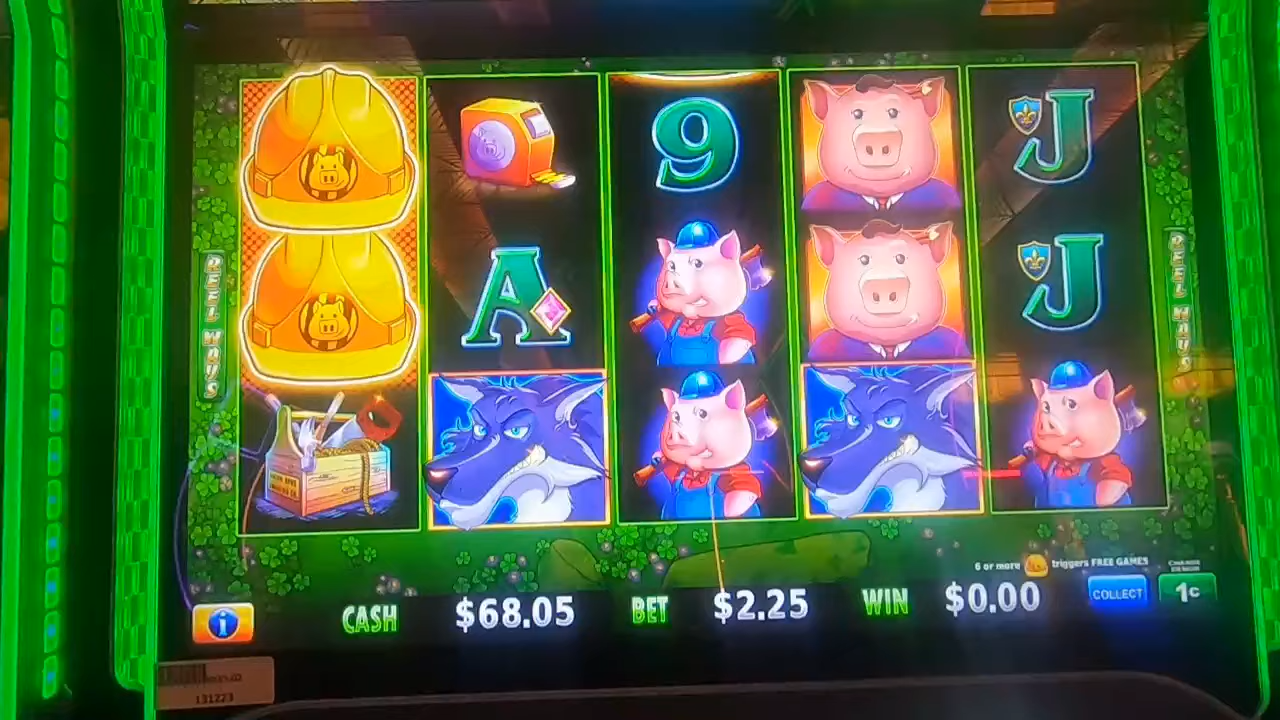 9
J
A
J
REEL WAYS
REEL WAYS
6 or more triggers FREE GAMES
CASH $68.05 BET $2.25 WIN $0.00
COLLECT
1¢
i
131223